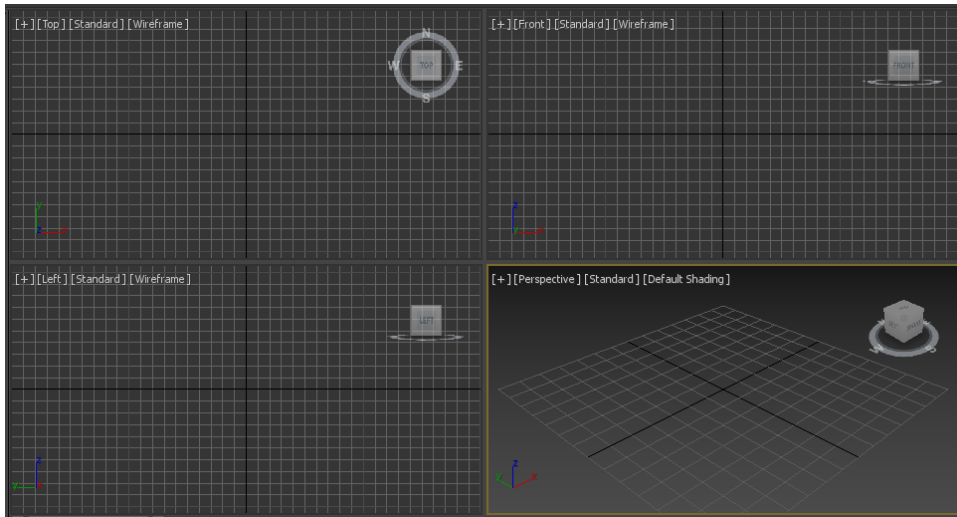 [+] [Top] [Standard] [Wireframe]
N
W TOP E
S
y
z x
[+] [Front] [Standard] [Wireframe]
FRONT
z
y x
[+] [Left] [Standard] [Wireframe]
LEFT
z
y x
[+] [Perspective] [Standard] [Default Shading]
W S
z
y x